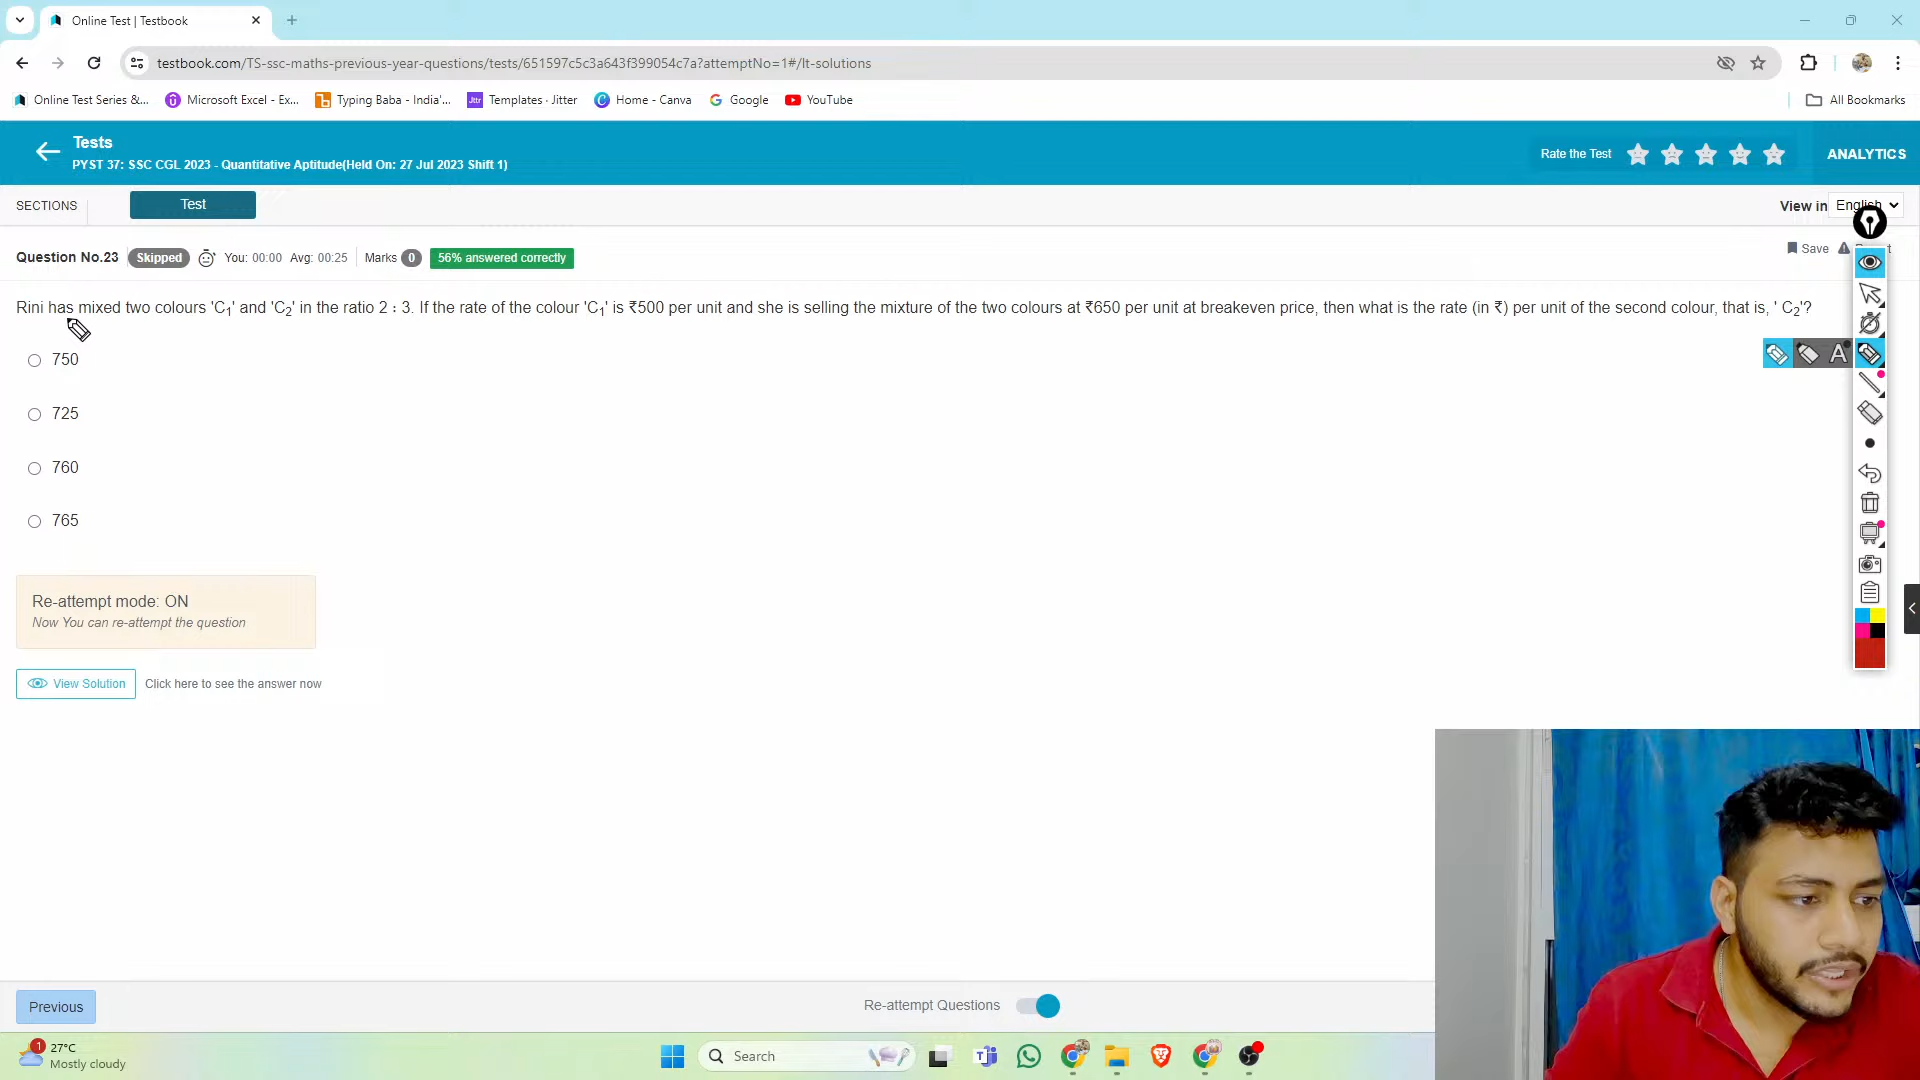 Online Test | Testbook
testbook.com/TS-ssc-maths-previous-year-questions/tests/651597c5c3a643f399054c7a?attemptNo=1#/lt-solutions
Online Test Series &... Microsoft Excel - Ex... Typing Baba - India'... Jitr Templates · Jitter Home - Canva Google YouTube All Bookmarks
Tests
PYST 37: SSC CGL 2023 - Quantitative Aptitude(Held On: 27 Jul 2023 Shift 1)
Rate the Test ANALYTICS
SECTIONS Test View in English
Question No.23 Skipped You: 00:00 Avg: 00:25 Marks 0 56% answered correctly Save
Rini has mixed two colours 'C₁' and 'C₂' in the ratio 2 : 3. If the rate of the colour 'C₁' is ₹500 per unit and she is selling the mixture of the two colours at ₹650 per unit at breakeven price, then what is the rate (in ₹) per unit of the second colour, that is, ' C₂'?
750
725
760
765
A
Re-attempt mode: ON
Now You can re-attempt the question
View Solution Click here to see the answer now
Previous Re-attempt Questions
1 27°C
Mostly cloudy
Search